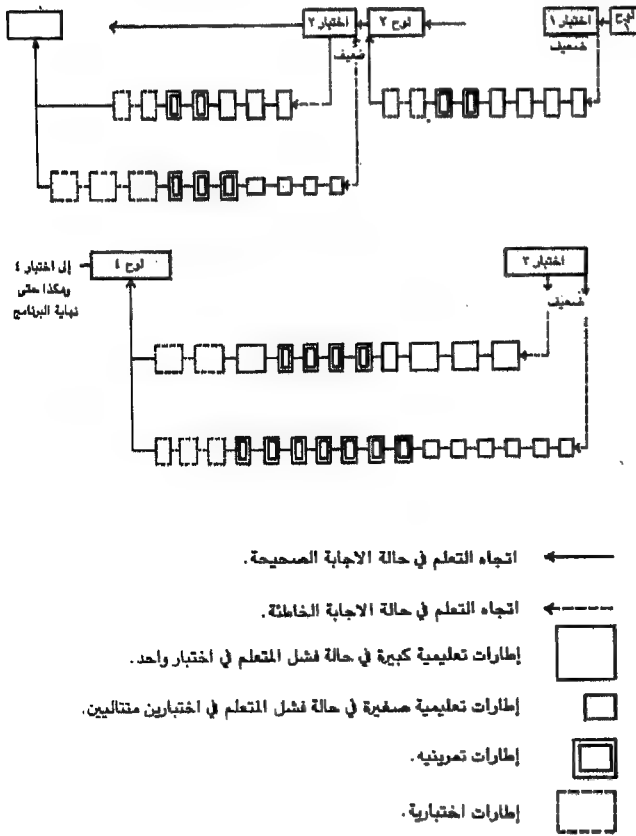 لوح ١
اختبار ١
ضعيف
لوح ٢
اختبار ٢
ضعيف
اختبار ٣
ضعيف
لوح ٤
إلى اختبار ٤
وهكذا حتى
نهاية البرنامج
اتجاه التعلم في حالة الاجابة الصحيحة.
اتجاه التعلم في حالة الاجابة الخاطئة.
إطارات تعليمية كبيرة في حالة فشل المتعلم في اختبار واحد.
إطارات تعليمية صغيرة في حالة فشل المتعلم في اختبارين متتاليين.
إطارات تمرينيه.
إطارات اختبارية.